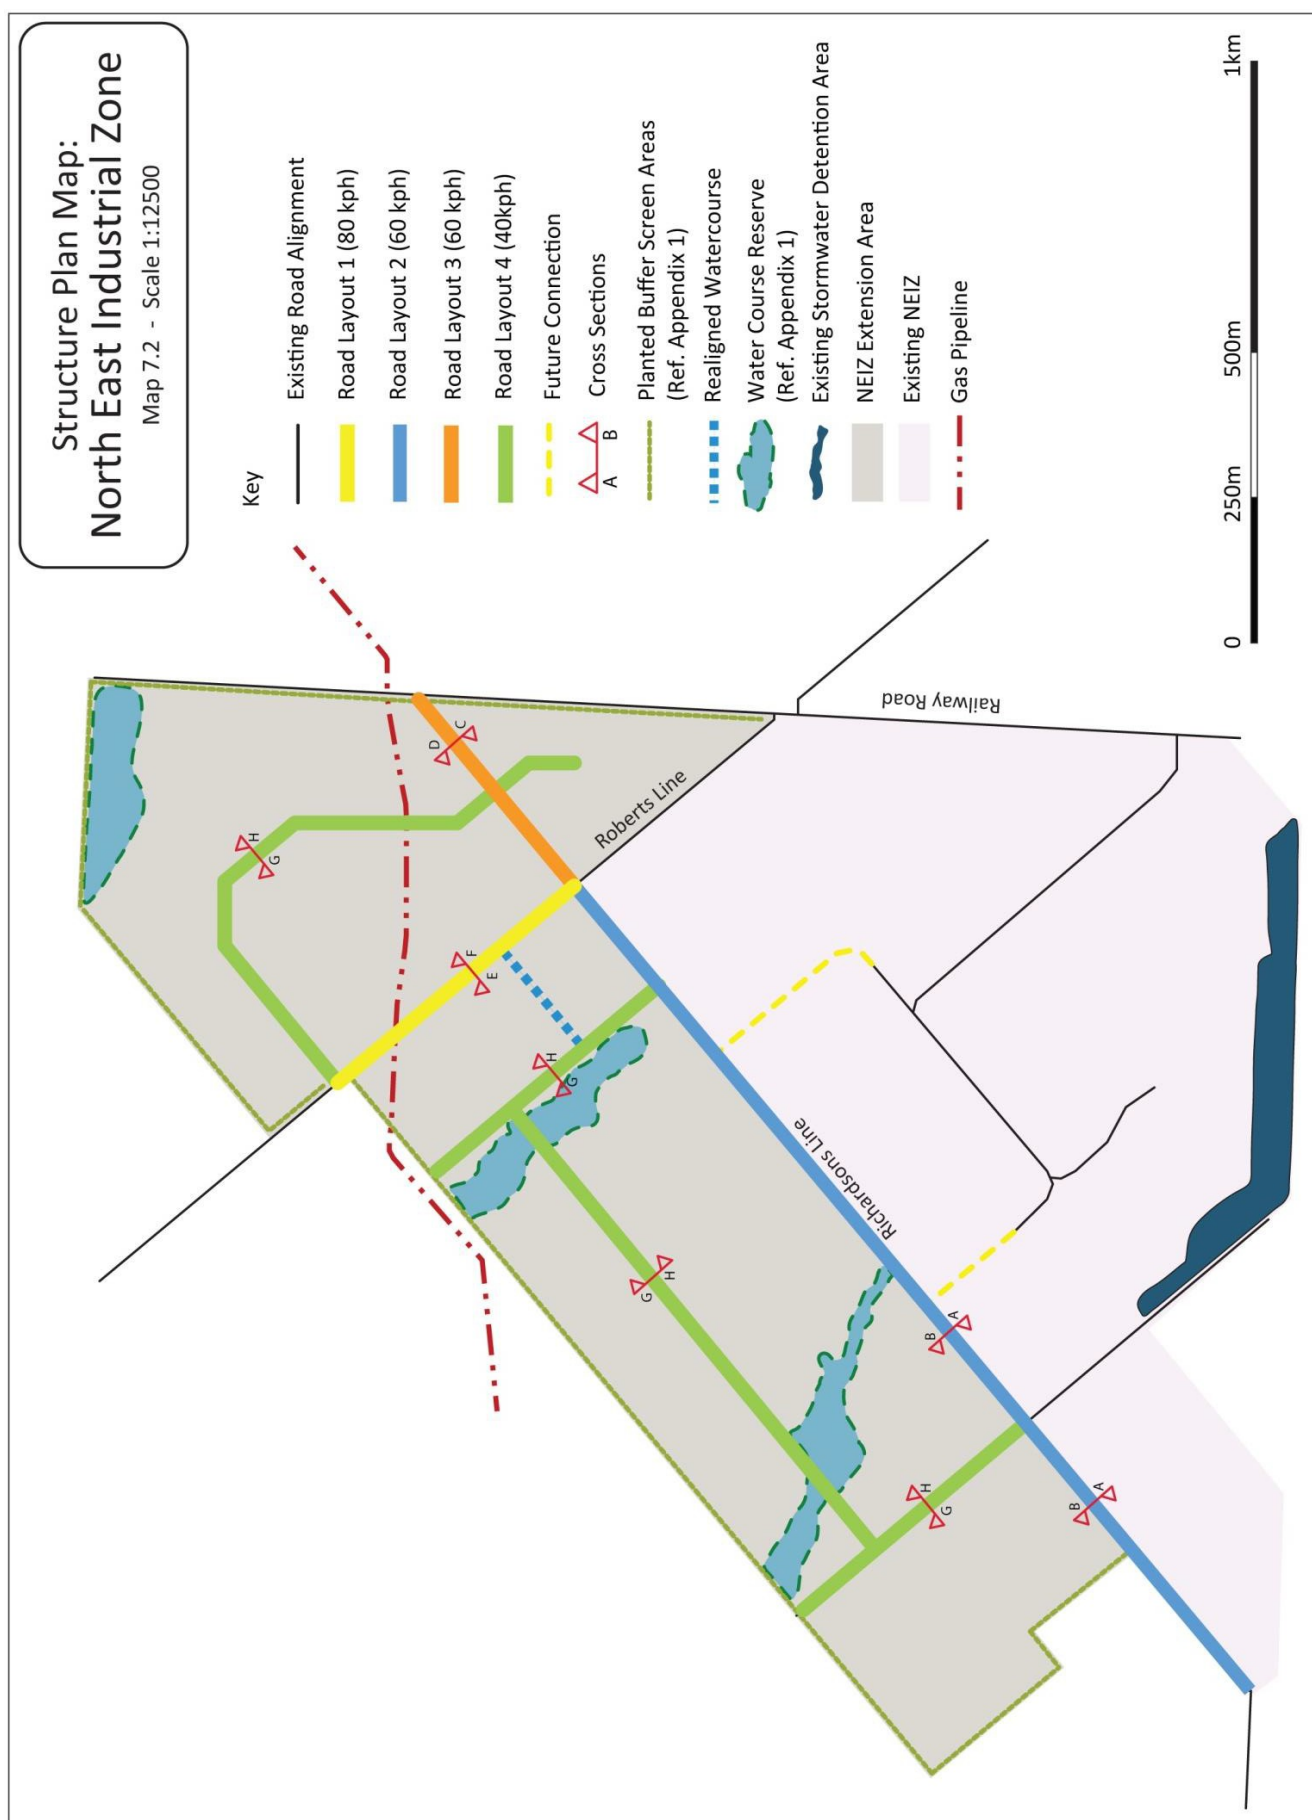 Structure Plan Map:
North East Industrial Zone
Map 7.2 - Scale 1:12500
Key
Existing Road Alignment
Road Layout 1 (80 kph)
Road Layout 2 (60 kph)
Road Layout 3 (60 kph)
Road Layout 4 (40kph)
Future Connection
A B
Cross Sections
Planted Buffer Screen Areas
(Ref. Appendix 1)
Realigned Watercourse
Water Course Reserve
(Ref. Appendix 1)
Existing Stormwater Detention Area
NEIZ Extension Area
Existing NEIZ
Gas Pipeline
0 250m 500m 1km
Railway Road
Roberts Line
Richardsons Line
D C
G H
E F
G H
G H
G H
B A
B A